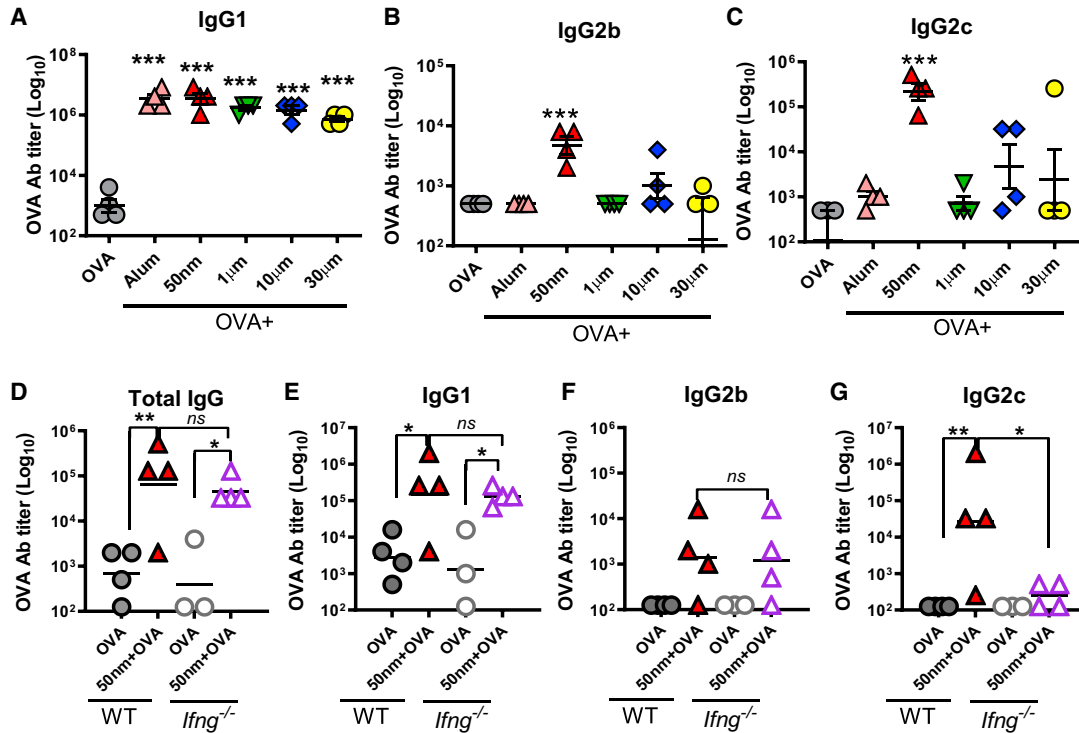 A
IgG1
OVA Ab titer (Log10)
10^8
10^6
10^4
10^2
***
***
***
***
***
OVA
Alum
50nm
1μm
10μm
30μm
OVA+
B
IgG2b
OVA Ab titer (Log10)
10^5
10^4
10^3
10^2
***
OVA
Alum
50nm
1μm
10μm
30μm
OVA+
C
IgG2c
OVA Ab titer (Log10)
10^6
10^5
10^4
10^3
10^2
***
OVA
Alum
50nm
1μm
10μm
30μm
OVA+
D
Total IgG
OVA Ab titer (Log10)
10^6
10^5
10^4
10^3
10^2
**
ns
*
OVA
50nm+OVA
OVA
50nm+OVA
WT
Ifng-/-
E
IgG1
OVA Ab titer (Log10)
10^7
10^6
10^5
10^4
10^3
10^2
*
ns
*
OVA
50nm+OVA
OVA
50nm+OVA
WT
Ifng-/-
F
IgG2b
OVA Ab titer (Log10)
10^6
10^5
10^4
10^3
10^2
ns
OVA
50nm+OVA
OVA
50nm+OVA
WT
Ifng-/-
G
IgG2c
OVA Ab titer (Log10)
10^7
10^6
10^5
10^4
10^3
10^2
**
*
OVA
50nm+OVA
OVA
50nm+OVA
WT
Ifng-/-